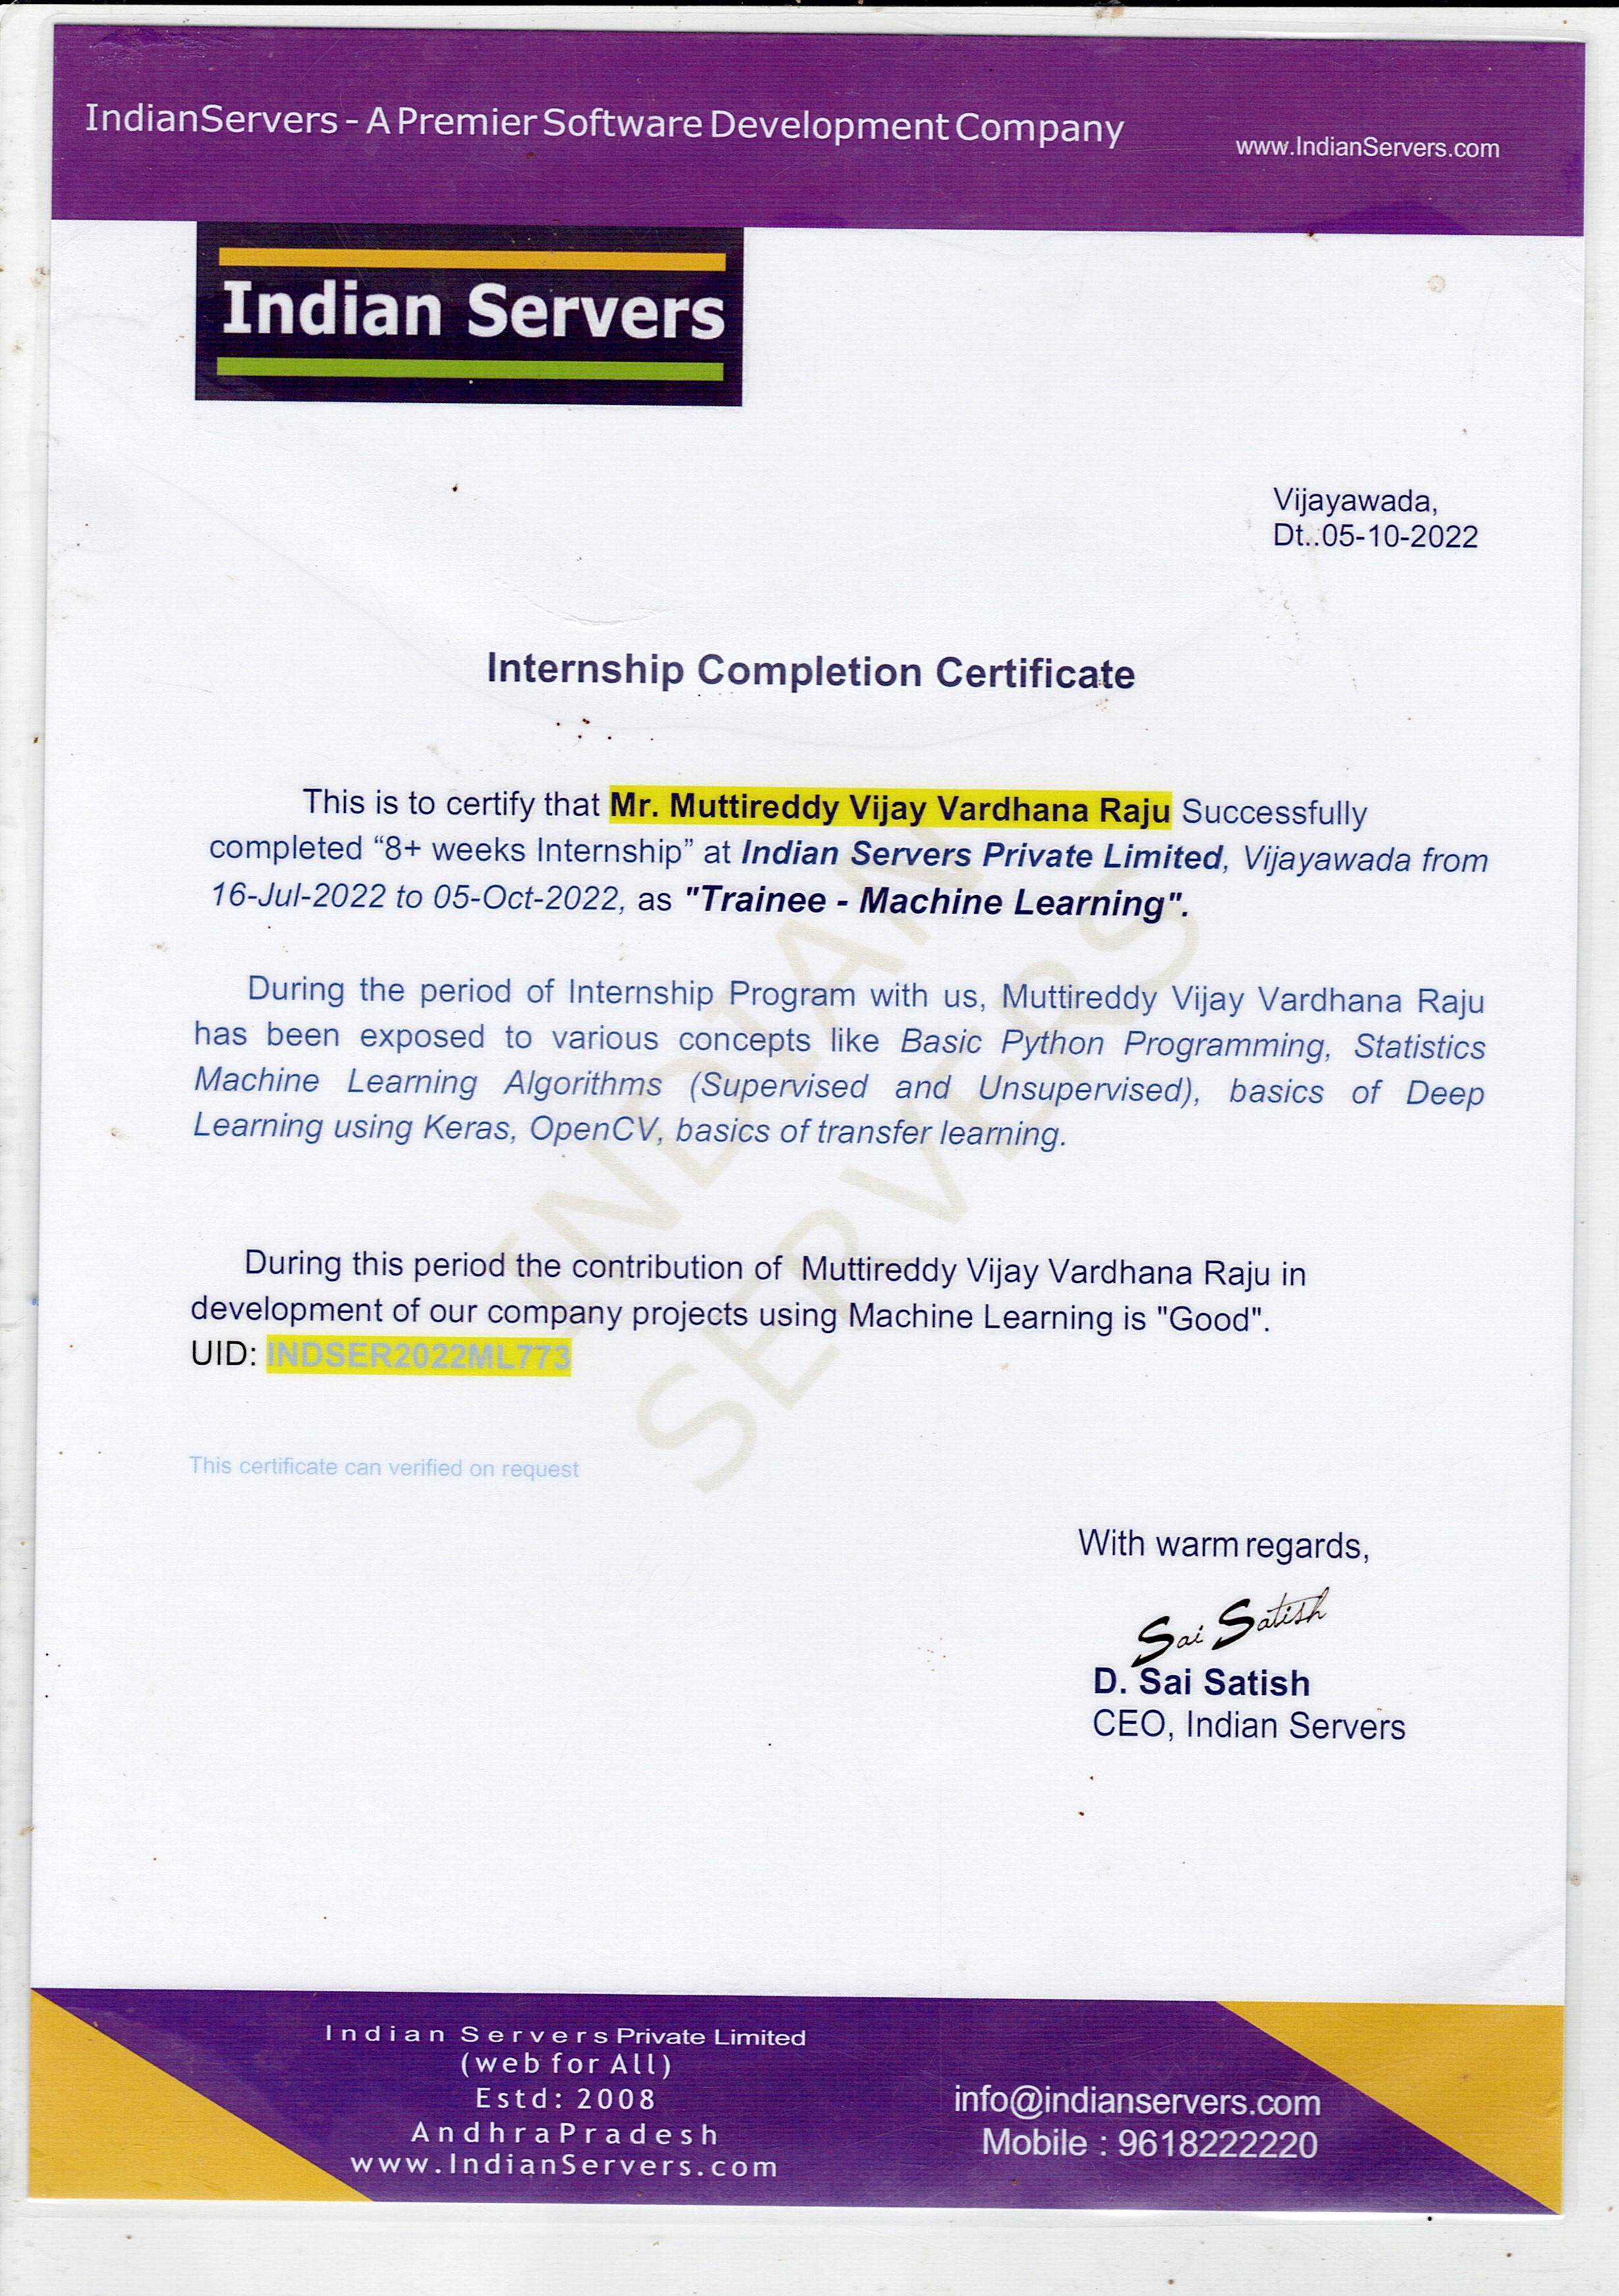 IndianServers - A Premier Software Development Company
www.IndianServers.com
Indian Servers
Vijayawada,
Dt..05-10-2022
Internship Completion Certificate
This is to certify that Mr. Muttireddy Vijay Vardhana Raju Successfully
completed “8+ weeks Internship” at Indian Servers Private Limited, Vijayawada from
16-Jul-2022 to 05-Oct-2022, as "Trainee - Machine Learning".
During the period of Internship Program with us, Muttireddy Vijay Vardhana Raju
has been exposed to various concepts like Basic Python Programming, Statistics
Machine Learning Algorithms (Supervised and Unsupervised), basics of Deep
Learning using Keras, OpenCV, basics of transfer learning.
During this period the contribution of Muttireddy Vijay Vardhana Raju in
development of our company projects using Machine Learning is "Good".
UID: INDSER2022ML773
INDIAN
SERVERS
This certificate can verified on request
With warm regards,
Sai Satish
D. Sai Satish
CEO, Indian Servers
Indian Servers Private Limited
(web for All)
Estd: 2008
AndhraPradesh
www.IndianServers.com
info@indianservers.com
Mobile : 9618222220